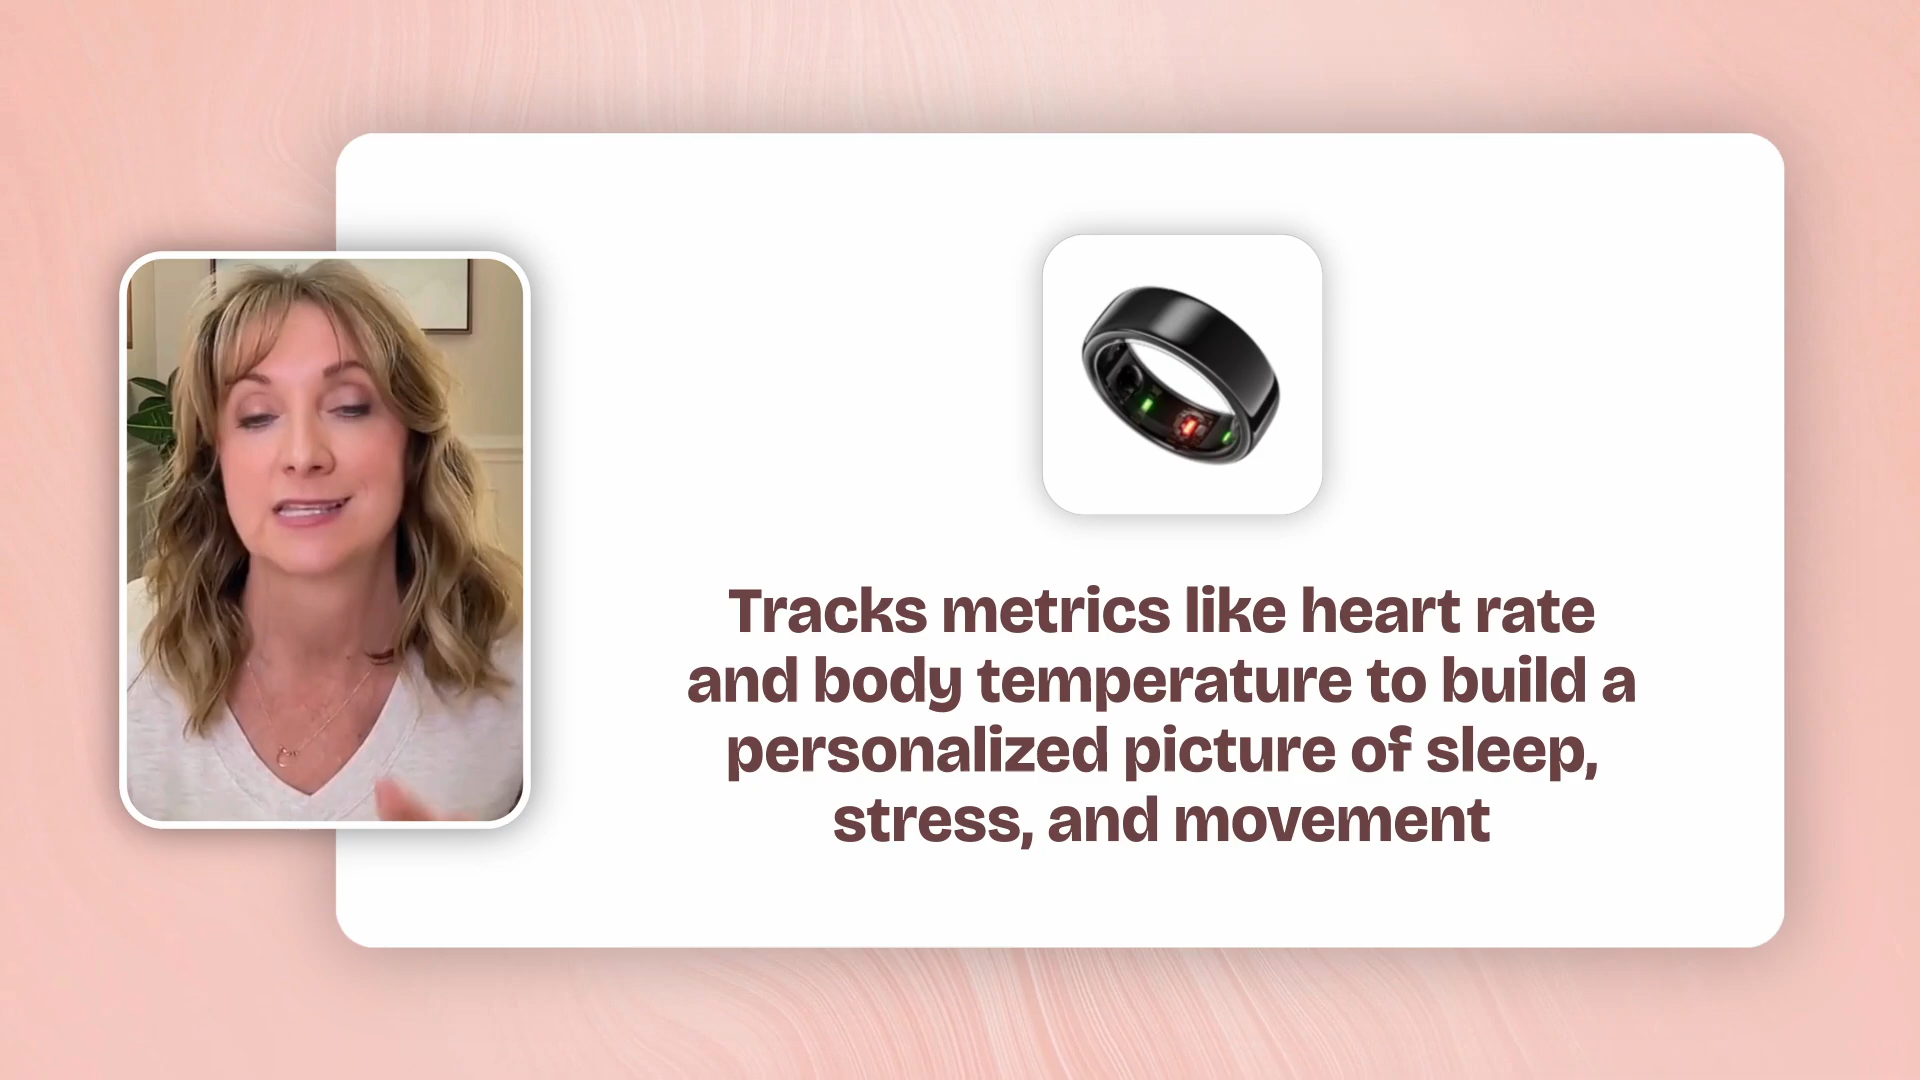 Tracks metrics like heart rate
and body temperature to build a
personalized picture of sleep,
stress, and movement